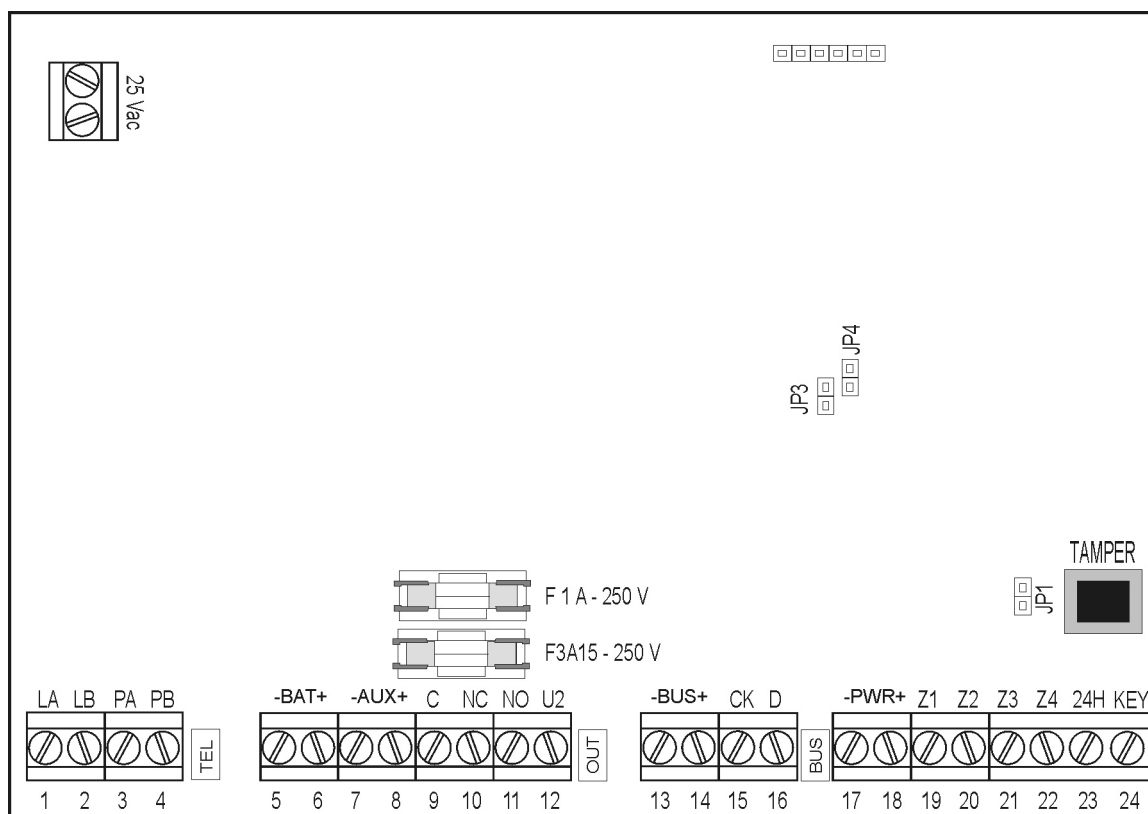 25 Vac
JP4
JP3
TAMPER
JP1
F 1 A - 250 V
F3A15 - 250 V
LA LB PA PB -BAT+ -AUX+ C NC NO U2 -BUS+ CK D -PWR+ Z1 Z2 Z3 Z4 24H KEY
TEL OUT BUS
1 2 3 4 5 6 7 8 9 10 11 12 13 14 15 16 17 18 19 20 21 22 23 24